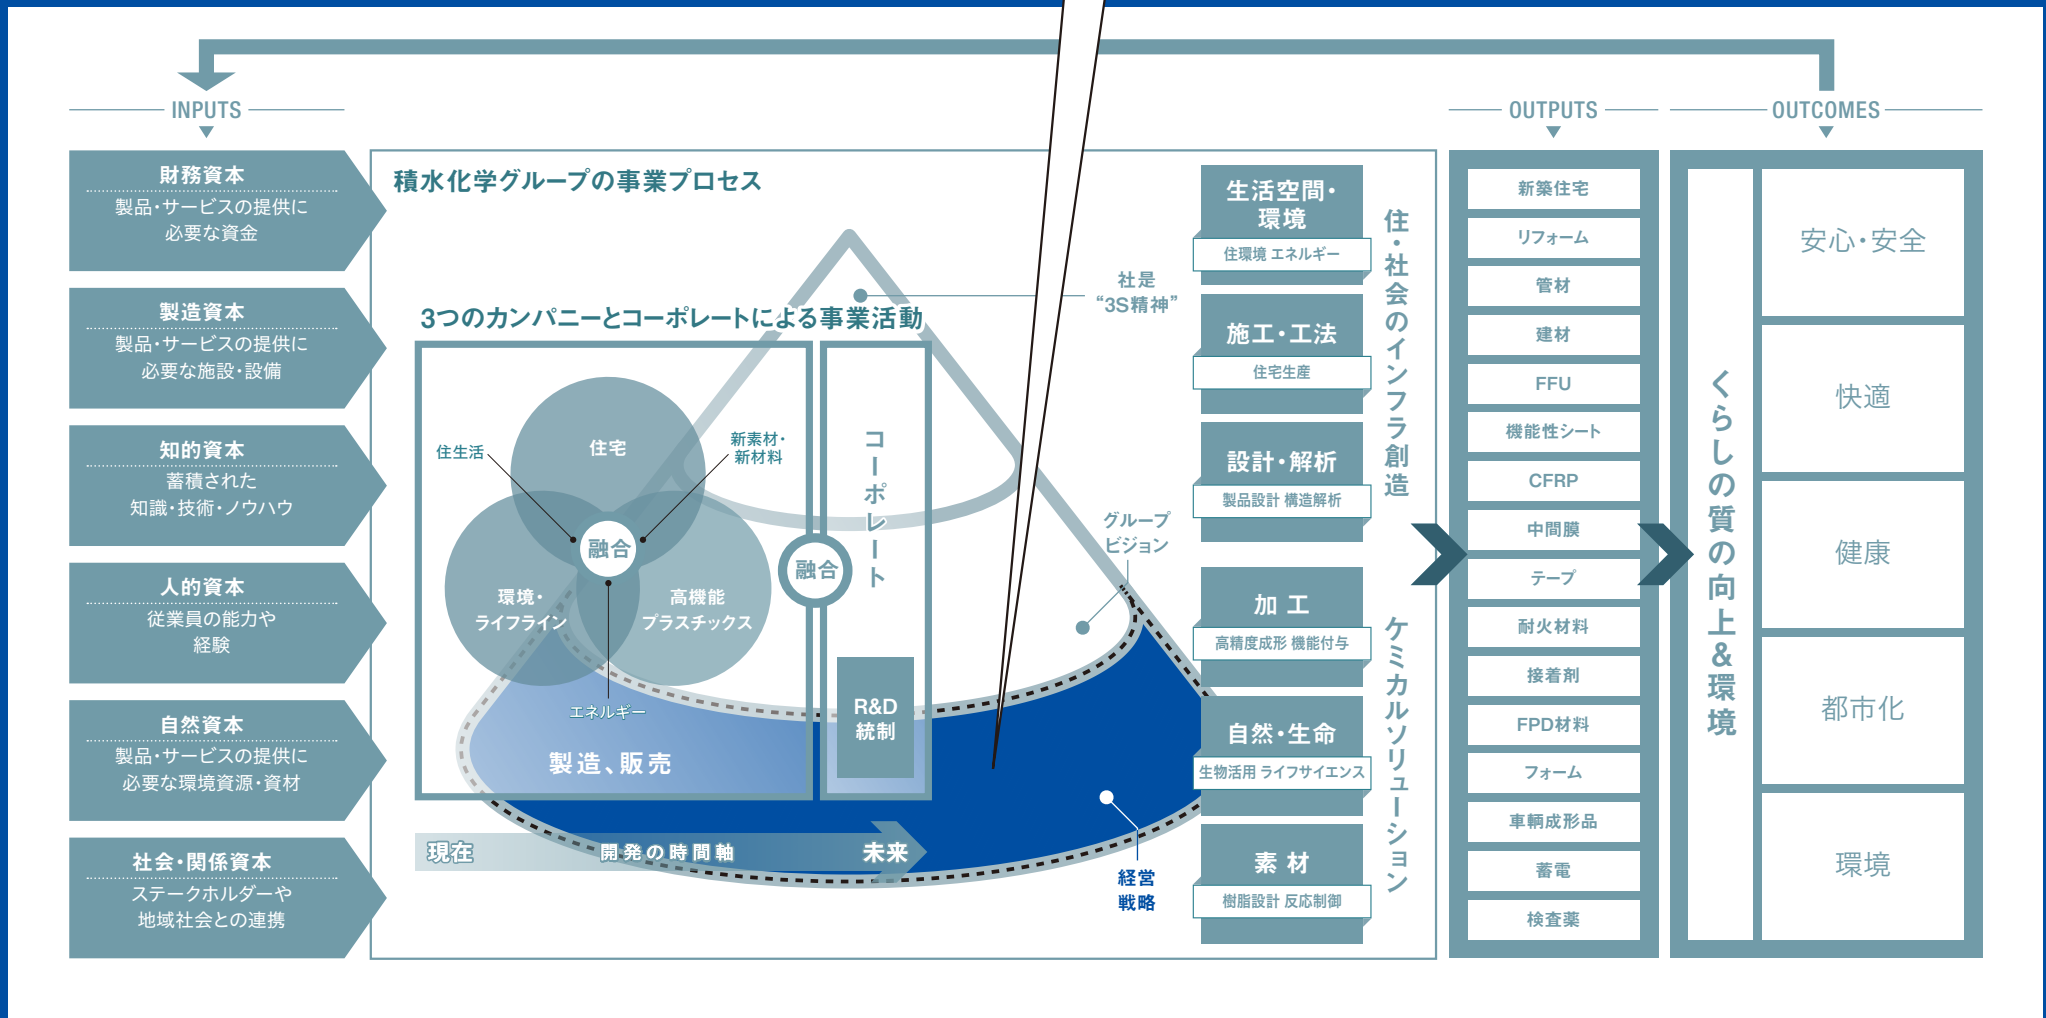 INPUTS
財務資本
製品・サービスの提供に
必要な資金
製造資本
製品・サービスの提供に
必要な施設・設備
知的資本
蓄積された
知識・技術・ノウハウ
人的資本
従業員の能力や
経験
自然資本
製品・サービスの提供に
必要な環境資源・資材
社会・関係資本
ステークホルダーや
地域社会との連携
積水化学グループの事業プロセス
3つのカンパニーとコーポレートによる事業活動
住宅
住生活
新素材・
新材料
融合
環境・
ライフライン
高機能
プラスチックス
エネルギー
製造、販売
融合
コーポレート
R&D
統制
現在
開発の時間軸
未来
社是
“3S精神”
グループ
ビジョン
経営
戦略
生活空間・
環境
住環境 エネルギー
施工・工法
住宅生産
設計・解析
製品設計 構造解析
住・社会のインフラ創造
加工
高精度成形 機能付与
自然・生命
生物活用 ライフサイエンス
素材
樹脂設計 反応制御
ケミカルソリューション
OUTPUTS
新築住宅
リフォーム
管材
建材
FFU
機能性シート
CFRP
中間膜
テープ
耐火材料
接着剤
FPD材料
フォーム
車輌成形品
蓄電
検査薬
OUTCOMES
くらしの質の向上&環境
安心・安全
快適
健康
都市化
環境